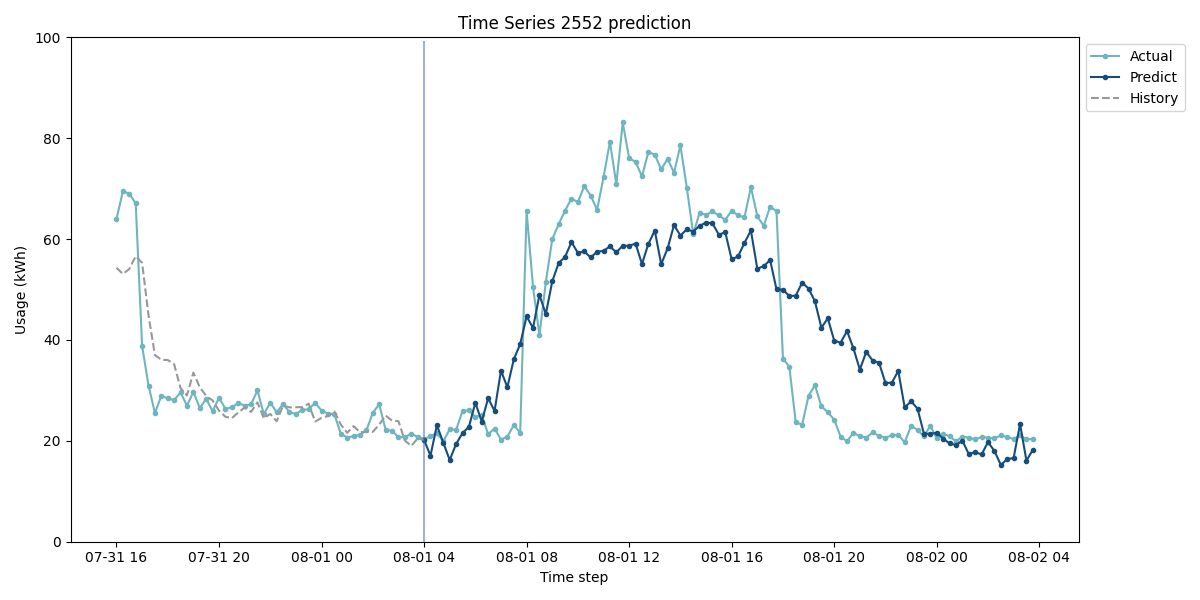 Time Series 2552 prediction
100
80
60
40
20
0
Usage (kWh)
07-31 16
07-31 20
08-01 00
08-01 04
08-01 08
08-01 12
08-01 16
08-01 20
08-02 00
08-02 04
Time step
Actual
Predict
History